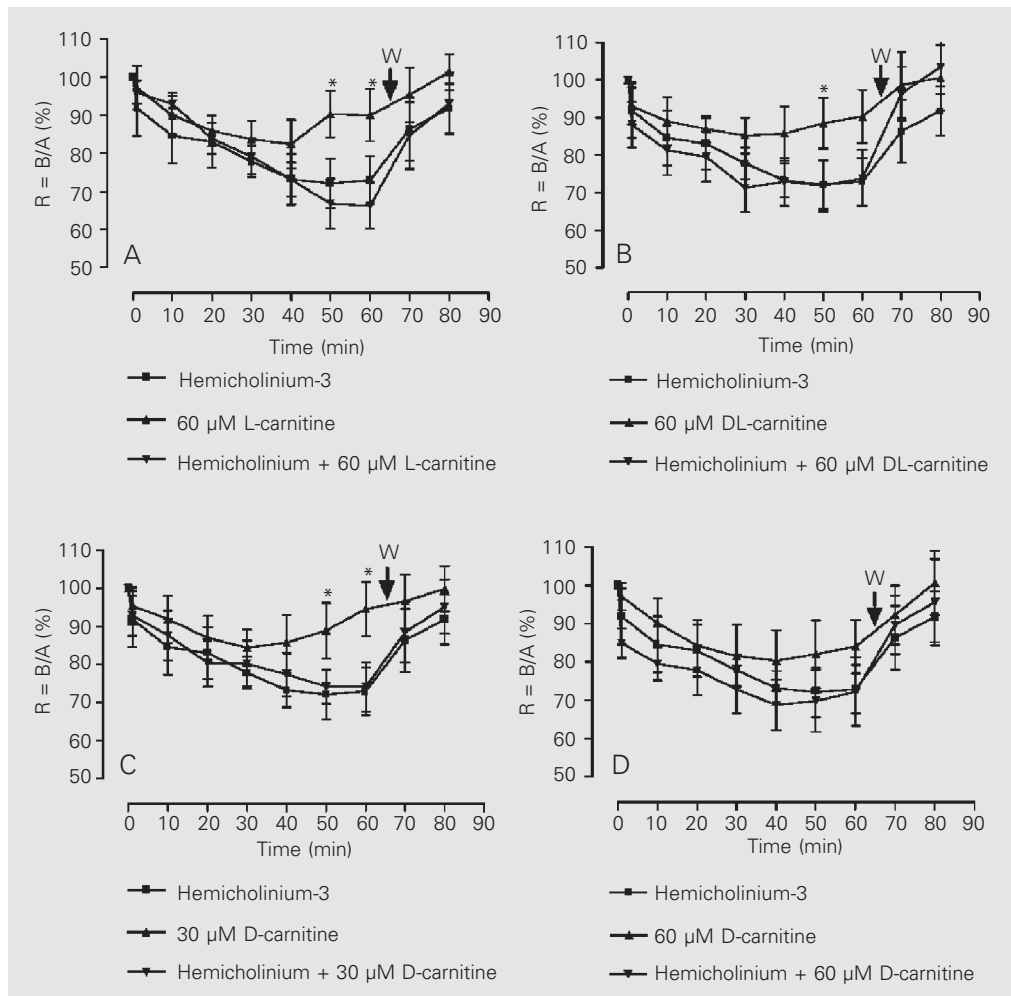 110
100
90
80
70
60
50
R = B/A (%)
A
*
*
W
0 10 20 30 40 50 60 70 80 90
Time (min)
Hemicholinium-3
60 µM L-carnitine
Hemicholinium + 60 µM L-carnitine
110
100
90
80
70
60
50
R = B/A (%)
B
*
W
0 10 20 30 40 50 60 70 80 90
Time (min)
Hemicholinium-3
60 µM DL-carnitine
Hemicholinium + 60 µM DL-carnitine
110
100
90
80
70
60
50
R = B/A (%)
C
*
*
W
0 10 20 30 40 50 60 70 80 90
Time (min)
Hemicholinium-3
30 µM D-carnitine
Hemicholinium + 30 µM D-carnitine
110
100
90
80
70
60
50
R = B/A (%)
D
W
0 10 20 30 40 50 60 70 80 90
Time (min)
Hemicholinium-3
60 µM D-carnitine
Hemicholinium + 60 µM D-carnitine